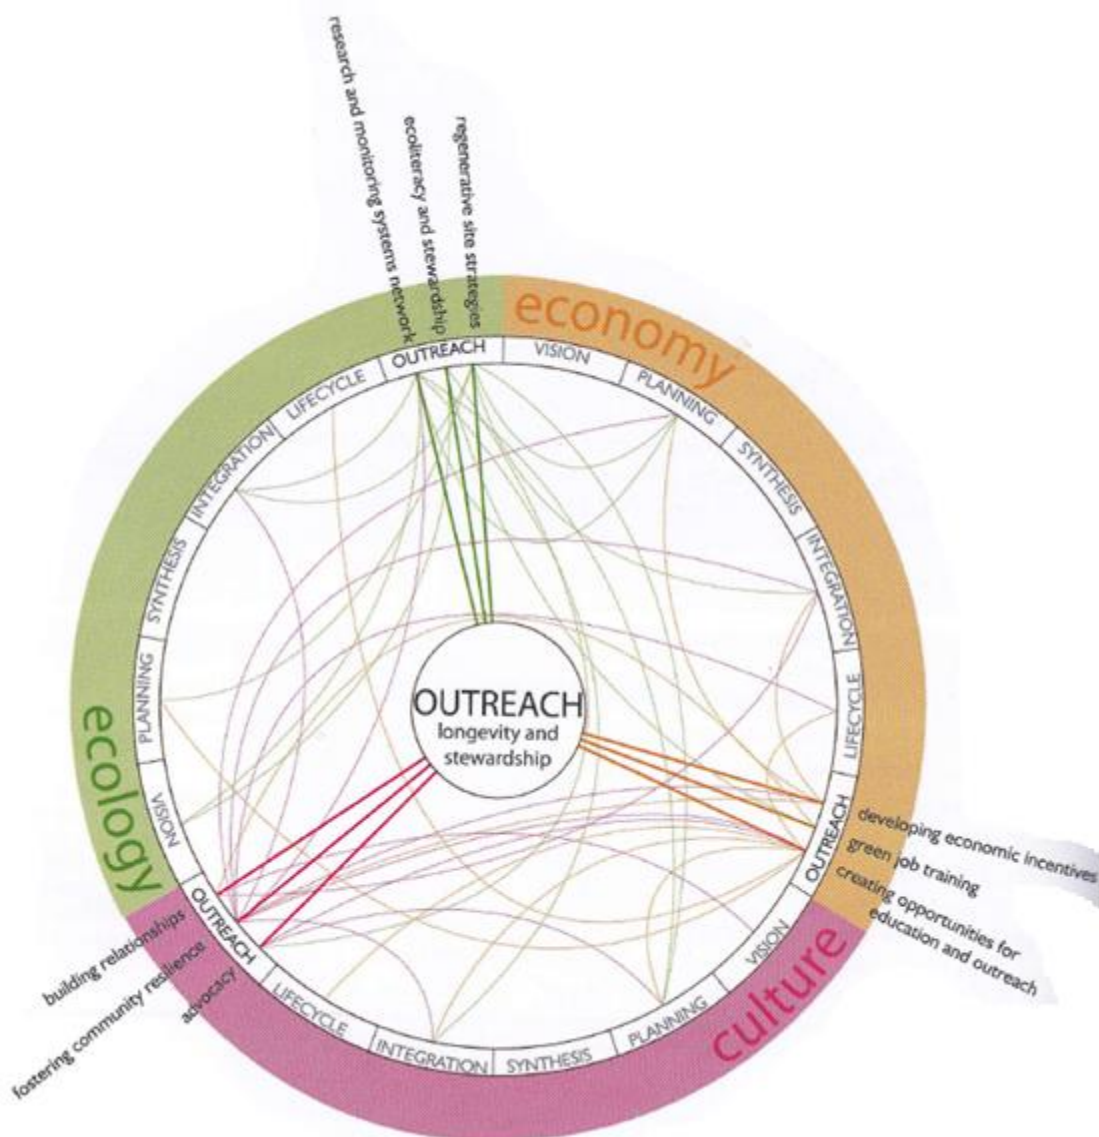 research and monitoring systems network
ecoliteracy and stewardship
regenerative site strategies
economy
OUTREACH
VISION
PLANNING
SYNTHESIS
INTEGRATION
LIFECYCLE
OUTREACH
developing economic incentives
green job training
creating opportunities for
education and outreach
culture
VISION
PLANNING
SYNTHESIS
INTEGRATION
LIFECYCLE
OUTREACH
building relationships
fostering community resilience
advocacy
ecology
VISION
PLANNING
SYNTHESIS
INTEGRATION
LIFECYCLE
OUTREACH
longevity and
stewardship